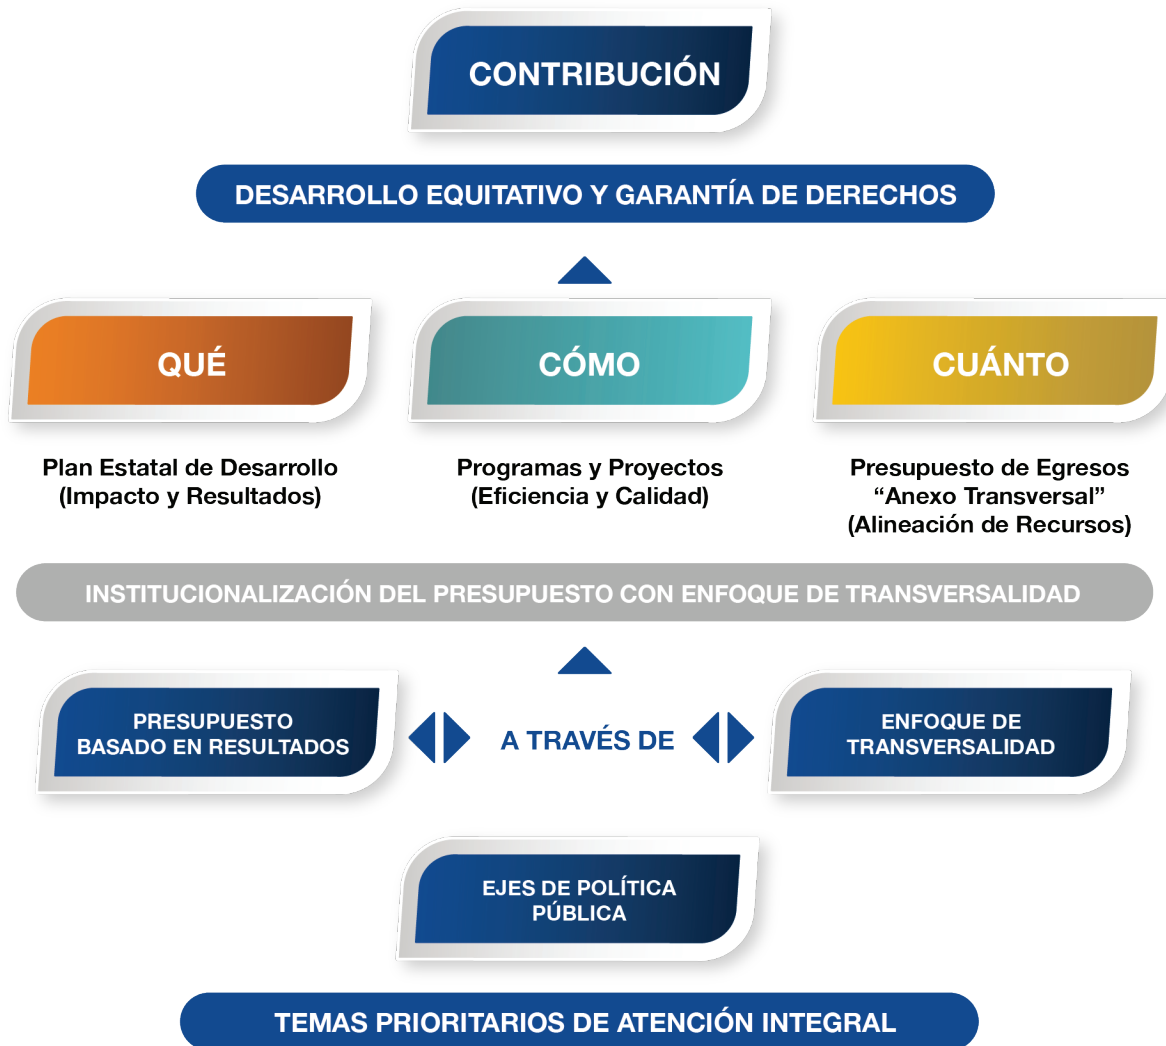 CONTRIBUCIÓN
DESARROLLO EQUITATIVO Y GARANTÍA DE DERECHOS
QUÉ
Plan Estatal de Desarrollo
(Impacto y Resultados)
CÓMO
Programas y Proyectos
(Eficiencia y Calidad)
CUÁNTO
Presupuesto de Egresos
“Anexo Transversal”
(Alineación de Recursos)
INSTITUCIONALIZACIÓN DEL PRESUPUESTO CON ENFOQUE DE TRANSVERSALIDAD
PRESUPUESTO
BASADO EN RESULTADOS
A TRAVÉS DE
ENFOQUE DE
TRANSVERSALIDAD
EJES DE POLÍTICA
PÚBLICA
TEMAS PRIORITARIOS DE ATENCIÓN INTEGRAL